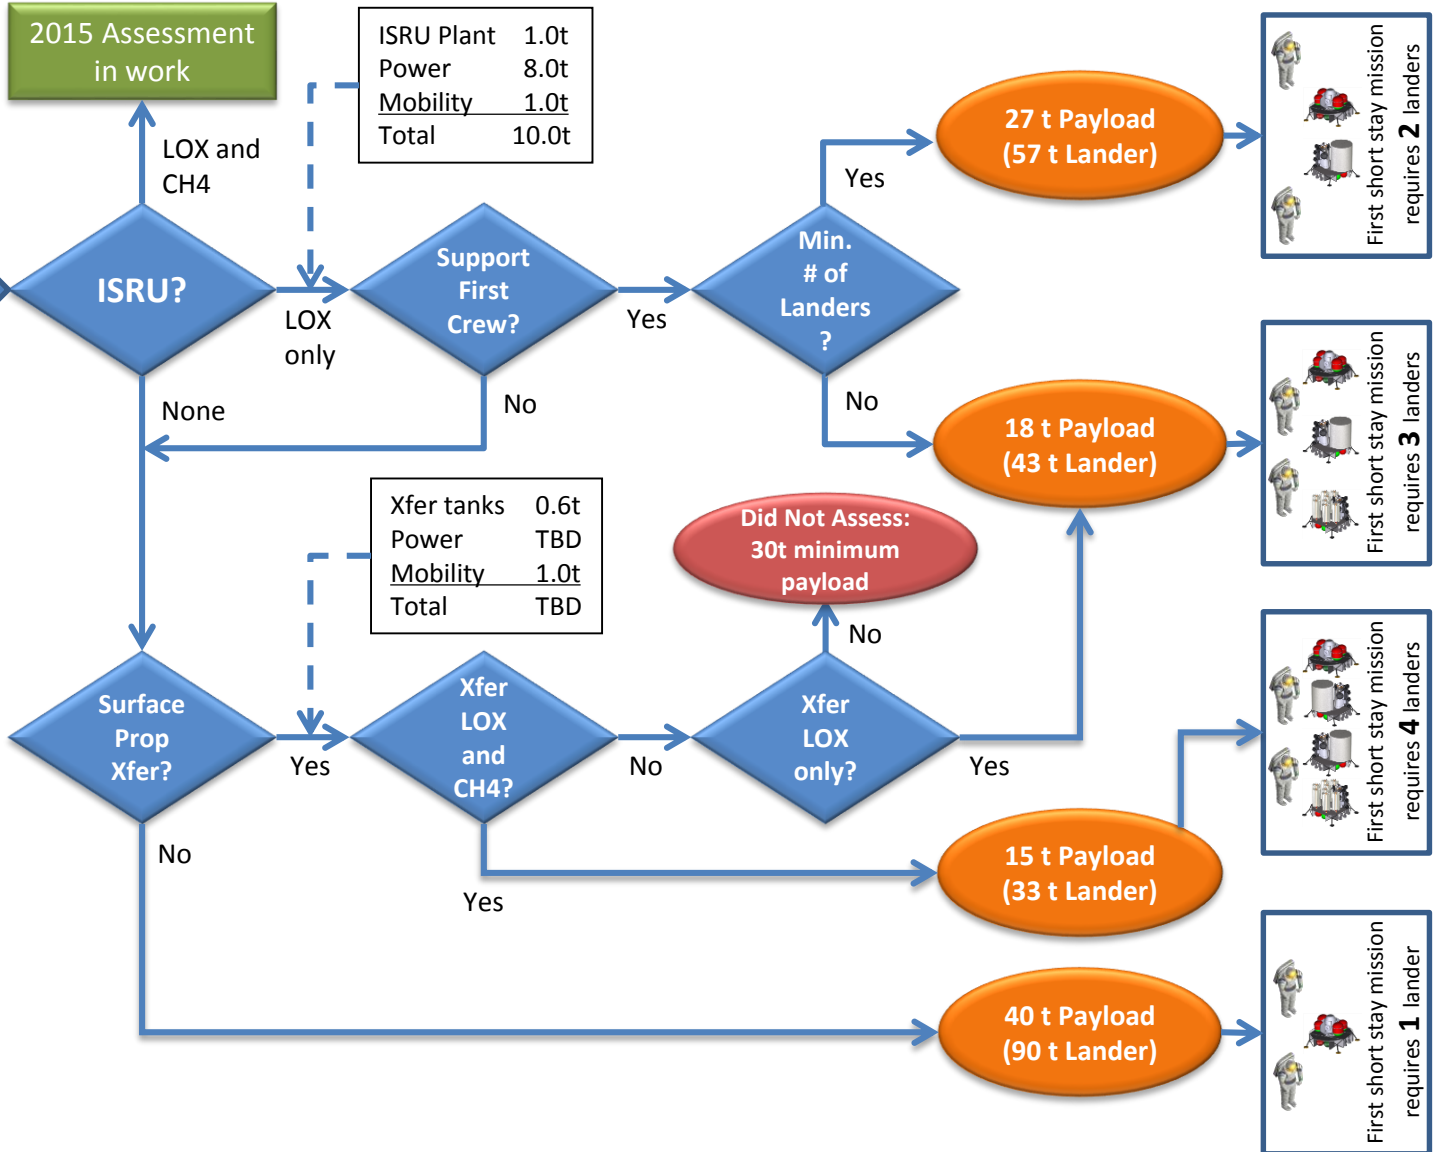 2015 Assessment
in work
ISRU Plant 1.0t
Power 8.0t
Mobility 1.0t
Total 10.0t
LOX and
CH4
ISRU?
LOX
only
None
Support
First
Crew?
Yes
No
Min.
# of
Landers
?
Yes
No
27 t Payload
(57 t Lander)
First short stay mission
requires 2 landers
18 t Payload
(43 t Lander)
First short stay mission
requires 3 landers
Xfer tanks 0.6t
Power TBD
Mobility 1.0t
Total TBD
Did Not Assess:
30t minimum
payload
No
Surface
Prop
Xfer?
Yes
No
Xfer
LOX
and
CH4?
No
Yes
Xfer
LOX
only?
Yes
15 t Payload
(33 t Lander)
First short stay mission
requires 4 landers
40 t Payload
(90 t Lander)
First short stay mission
requires 1 lander